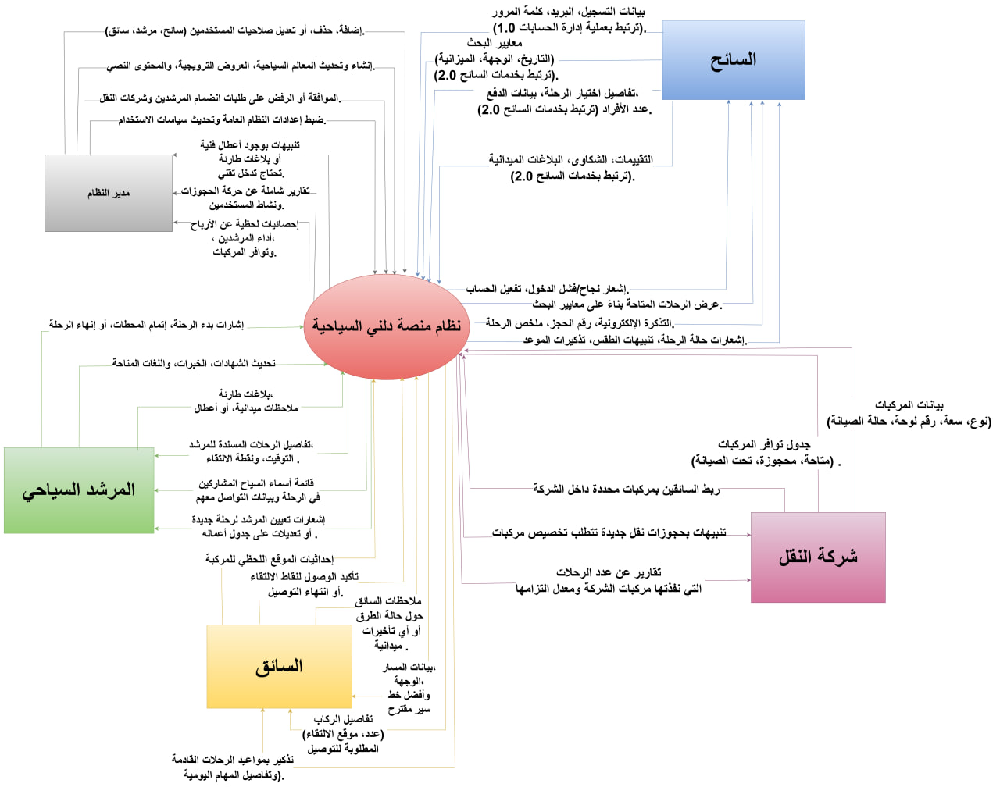 بيانات التسجيل، البريد، كلمة المرور
(ترتبط بعملية إدارة الحسابات 1.0).
معايير البحث
(التاريخ، الوجهة، الميزانية)
(ترتبط بخدمات السائح 2.0).
تفاصيل اختيار الرحلة، بيانات الدفع،
عدد الأفراد (ترتبط بخدمات السائح 2.0).
التقييمات، الشكاوى، البلاغات الميدانية
(ترتبط بخدمات السائح 2.0).
السائح
إضافة، حذف، أو تعديل صلاحيات المستخدمين (سائح، مرشد، سائق).
إنشاء وتحديث المعالم السياحية، العروض الترويجية، والمحتوى النصي.
الموافقة أو الرفض على طلبات انضمام المرشدين وشركات النقل.
ضبط إعدادات النظام العامة وتحديث سياسات الاستخدام.
تنبيهات بوجود أعطال فنية
أو بلاغات طارئة
تحتاج تدخل تقني.
تقارير شاملة عن حركة الحجوزات
ونشاط المستخدمين.
إحصائيات لحظية عن الأرباح
، أداء المرشدين،
وتوافر المركبات.
مدير النظام
إشعار نجاح/فشل الدخول، تفعيل الحساب.
عرض الرحلات المتاحة بناءً على معايير البحث.
التذكرة الإلكترونية، رقم الحجز، ملخص الرحلة.
إشعارات حالة الرحلة، تنبيهات الطقس، تذكيرات الموعد.
نظام منصة دلني السياحية
إشارات بدء الرحلة، إتمام المحطات، أو إنهاء الرحلة
تحديث الشهادات، الخبرات، واللغات المتاحة
بلاغات طارئة،
ملاحظات ميدانية، أو أعطال
تفاصيل الرحلات المسندة للمرشد،
التوقيت، ونقطة الالتقاء .
قائمة أسماء السياح المشاركين
في الرحلة وبيانات التواصل معهم
إشعارات تعيين المرشد لرحلة جديدة
أو تعديلات على جدول أعماله .
المرشد السياحي
بيانات المركبات
(نوع، سعة، رقم لوحة، حالة الصيانة)
جدول توافر المركبات
(متاحة، محجوزة، تحت الصيانة) .
ربط السائقين بمركبات محددة داخل الشركة
تنبيهات بحجوزات نقل جديدة تتطلب تخصيص مركبات
تقارير عن عدد الرحلات
التي نفذتها مركبات الشركة ومعدل التزامها
شركة النقل
إحداثيات الموقع اللحظي للمركبة
تأكيد الوصول لنقاط الالتقاء
أو انتهاء التوصيل.
ملاحظات السائق
حول حالة الطرق
أو أي تأخيرات
ميدانية .
السائق
بيانات المسار،
الوجهة،
وأفضل خط
سير مقترح
تفاصيل الركاب
(عدد، موقع الالتقاء)
المطلوبة للتوصيل
تذكير بمواعيد الرحلات القادمة
وتفاصيل المهام اليومية).